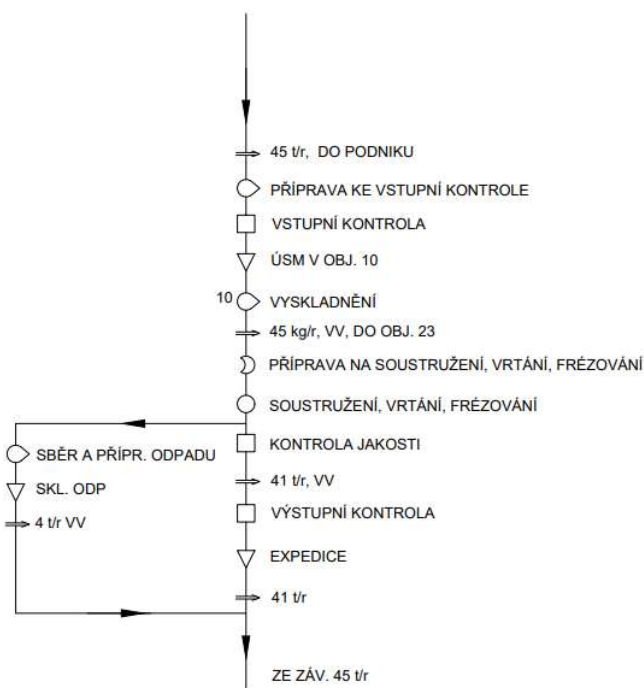 45 t/r, DO PODNIKU
PŘÍPRAVA KE VSTUPNÍ KONTROLE
VSTUPNÍ KONTROLA
ÚSM V OBJ. 10
10 VYSKLADNĚNÍ
45 kg/r, VV, DO OBJ. 23
PŘÍPRAVA NA SOUSTRUŽENÍ, VRTÁNÍ, FRÉZOVÁNÍ
SOUSTRUŽENÍ, VRTÁNÍ, FRÉZOVÁNÍ
KONTROLA JAKOSTI
SBĚR A PŘÍPR. ODPADU
41 t/r, VV
SKL. ODP
VÝSTUPNÍ KONTROLA
4 t/r VV
EXPEDICE
41 t/r
ZE ZÁV. 45 t/r